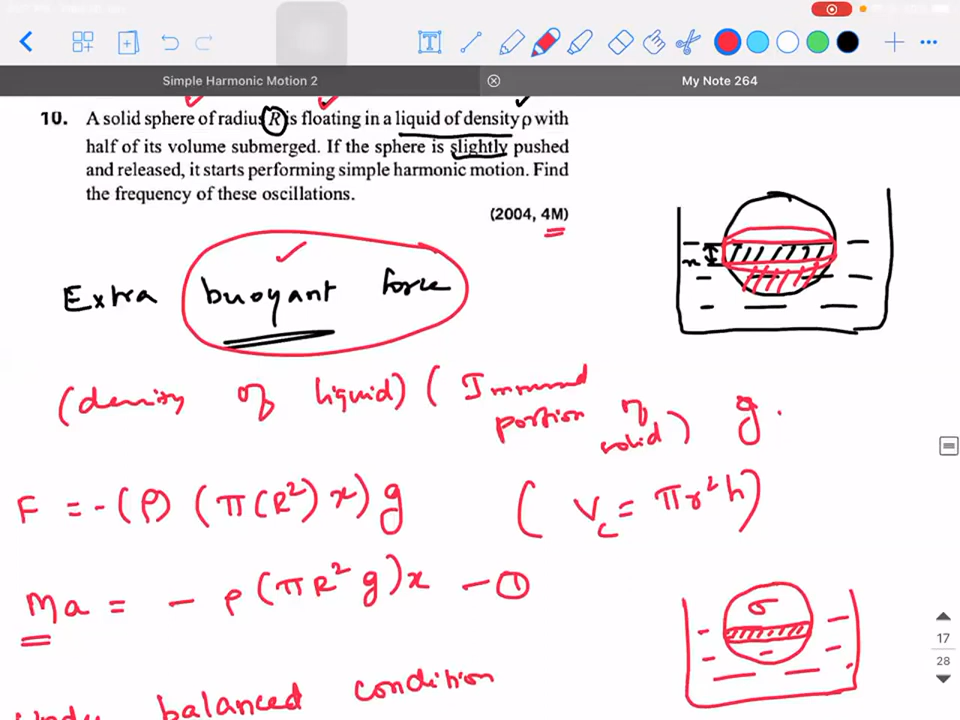 Simple Harmonic Motion 2
My Note 264
10. A solid sphere of radius R is floating in a liquid of density ρ with
half of its volume submerged. If the sphere is slightly pushed
and released, it starts performing simple harmonic motion. Find
the frequency of these oscillations.
(2004, 4M)
Extra buoyant force
x
(density of liquid) (Immersed portion of solid) g.
F = -(ρ) (π(R²) x) g (V_c = πr²h)
Ma = - ρ(πR² g)x - ①
σ
17
28
Under balanced condition